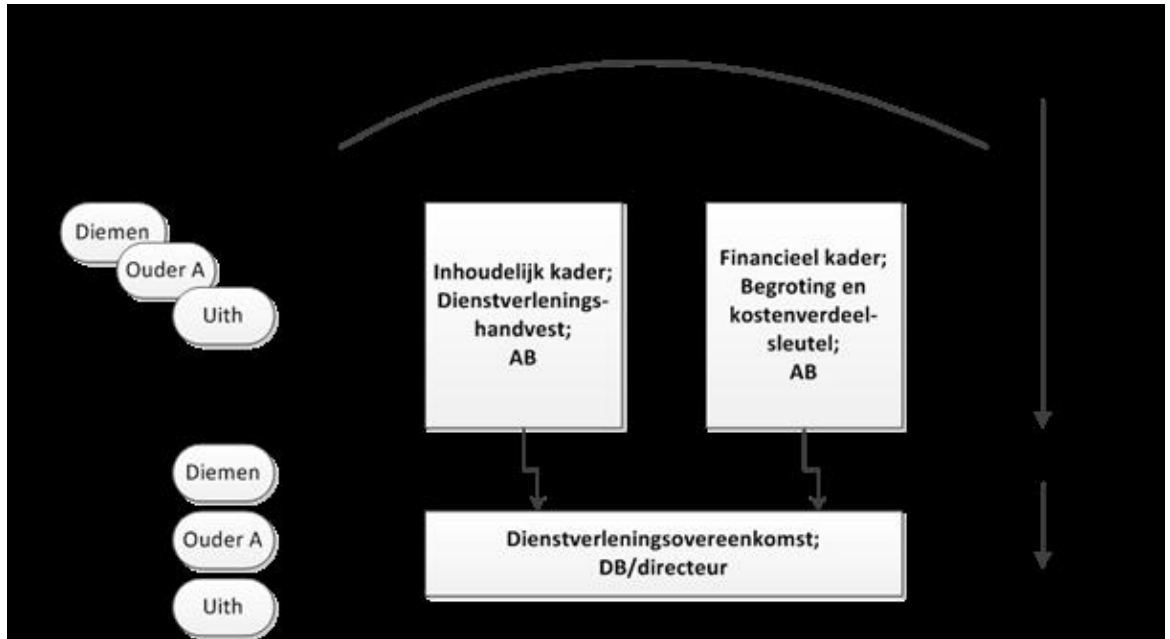 Diemen
Ouder A
Uith
Inhoudelijk kader;
Dienstverlenings-
handvest;
AB
Financieel kader;
Begroting en
kostenverdeel-
sleutel;
AB
Diemen
Ouder A
Uith
Dienstverleningsovereenkomst;
DB/directeur